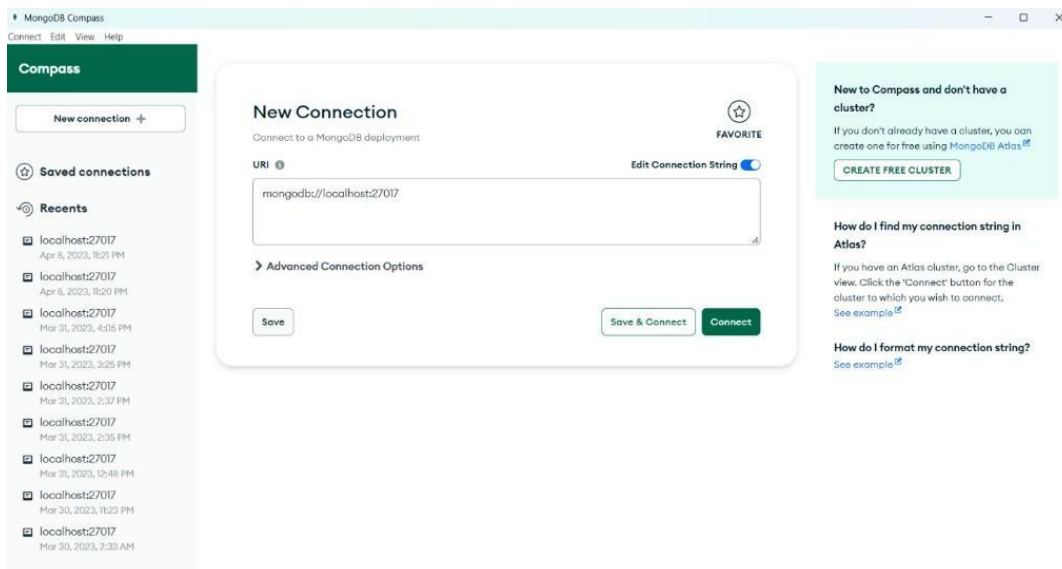 MongoDB Compass
Connect Edit View Help
Compass
New connection +
Saved connections
Recents
localhost:27017
Apr 8, 2023, 11:21 PM
localhost:27017
Apr 8, 2023, 11:20 PM
localhost:27017
Mar 31, 2023, 4:05 PM
localhost:27017
Mar 31, 2023, 3:25 PM
localhost:27017
Mar 31, 2023, 2:37 PM
localhost:27017
Mar 31, 2023, 2:35 PM
localhost:27017
Mar 31, 2023, 12:48 PM
localhost:27017
Mar 30, 2023, 11:23 PM
localhost:27017
Mar 30, 2023, 2:33 AM
New Connection
Connect to a MongoDB deployment
FAVORITE
URI
Edit Connection String
mongodb://localhost:27017
Advanced Connection Options
Save
Save & Connect
Connect
New to Compass and don't have a
cluster?
If you don't already have a cluster, you can
create one for free using MongoDB Atlas
CREATE FREE CLUSTER
How do I find my connection string in
Atlas?
If you have an Atlas cluster, go to the Cluster
view. Click the 'Connect' button for the
cluster to which you wish to connect.
See example
How do I format my connection string?
See example